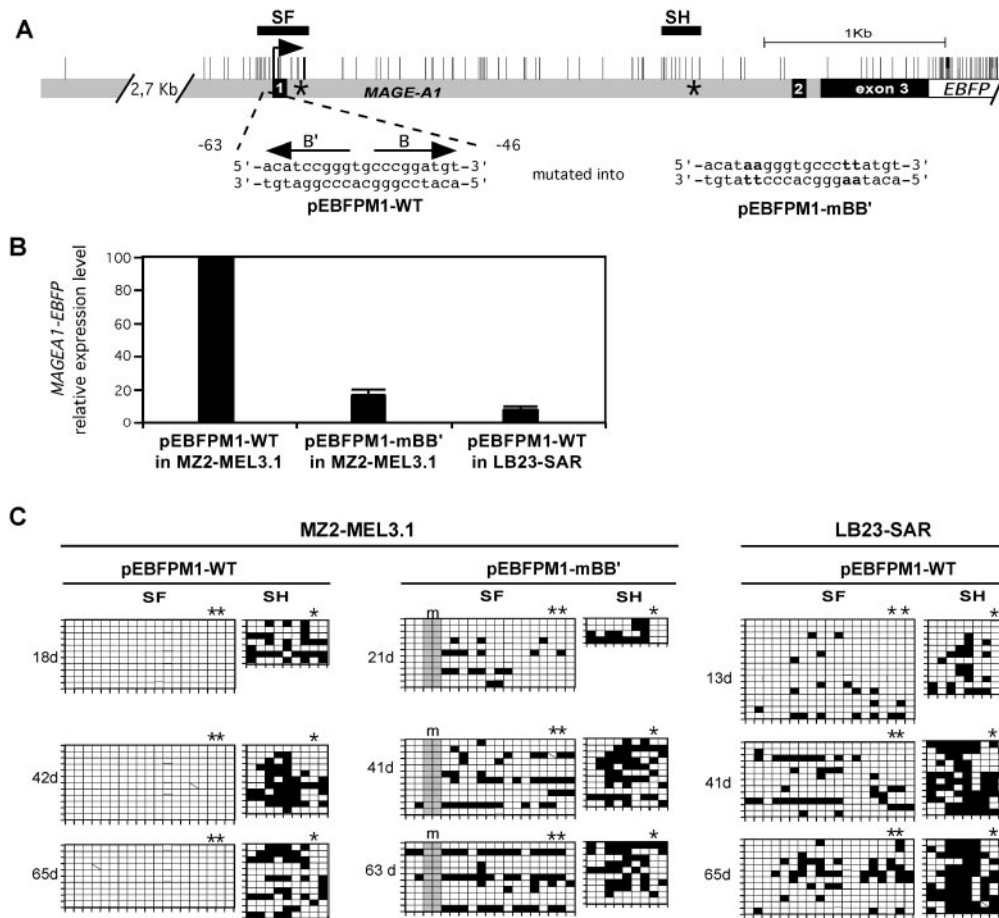 A
SF
SH
1Kb
2,7 Kb
1
*
MAGE-A1
*
2
exon 3
EBFP
-63
B'
B
-46
5'-acatccgggtgcccggatgt-3'
3'-tgtaggcccacgggcctaca-5'
pEBFPM1-WT
mutated into
5'-acataagggtgcccttatgt-3'
3'-tgtattcccacgggaataca-5'
pEBFPM1-mBB'
B
MAGEA1-EBFP
relative expression level
100
80
60
40
20
0
pEBFPM1-WT
in MZ2-MEL3.1
pEBFPM1-mBB'
in MZ2-MEL3.1
pEBFPM1-WT
in LB23-SAR
C
MZ2-MEL3.1
LB23-SAR
pEBFPM1-WT
pEBFPM1-mBB'
pEBFPM1-WT
SF
SH
SF
SH
SF
SH
** * m ** * ** *
18d
21d
13d
** * m ** * ** *
42d
41d
41d
** * m ** * ** *
65d
63 d
65d